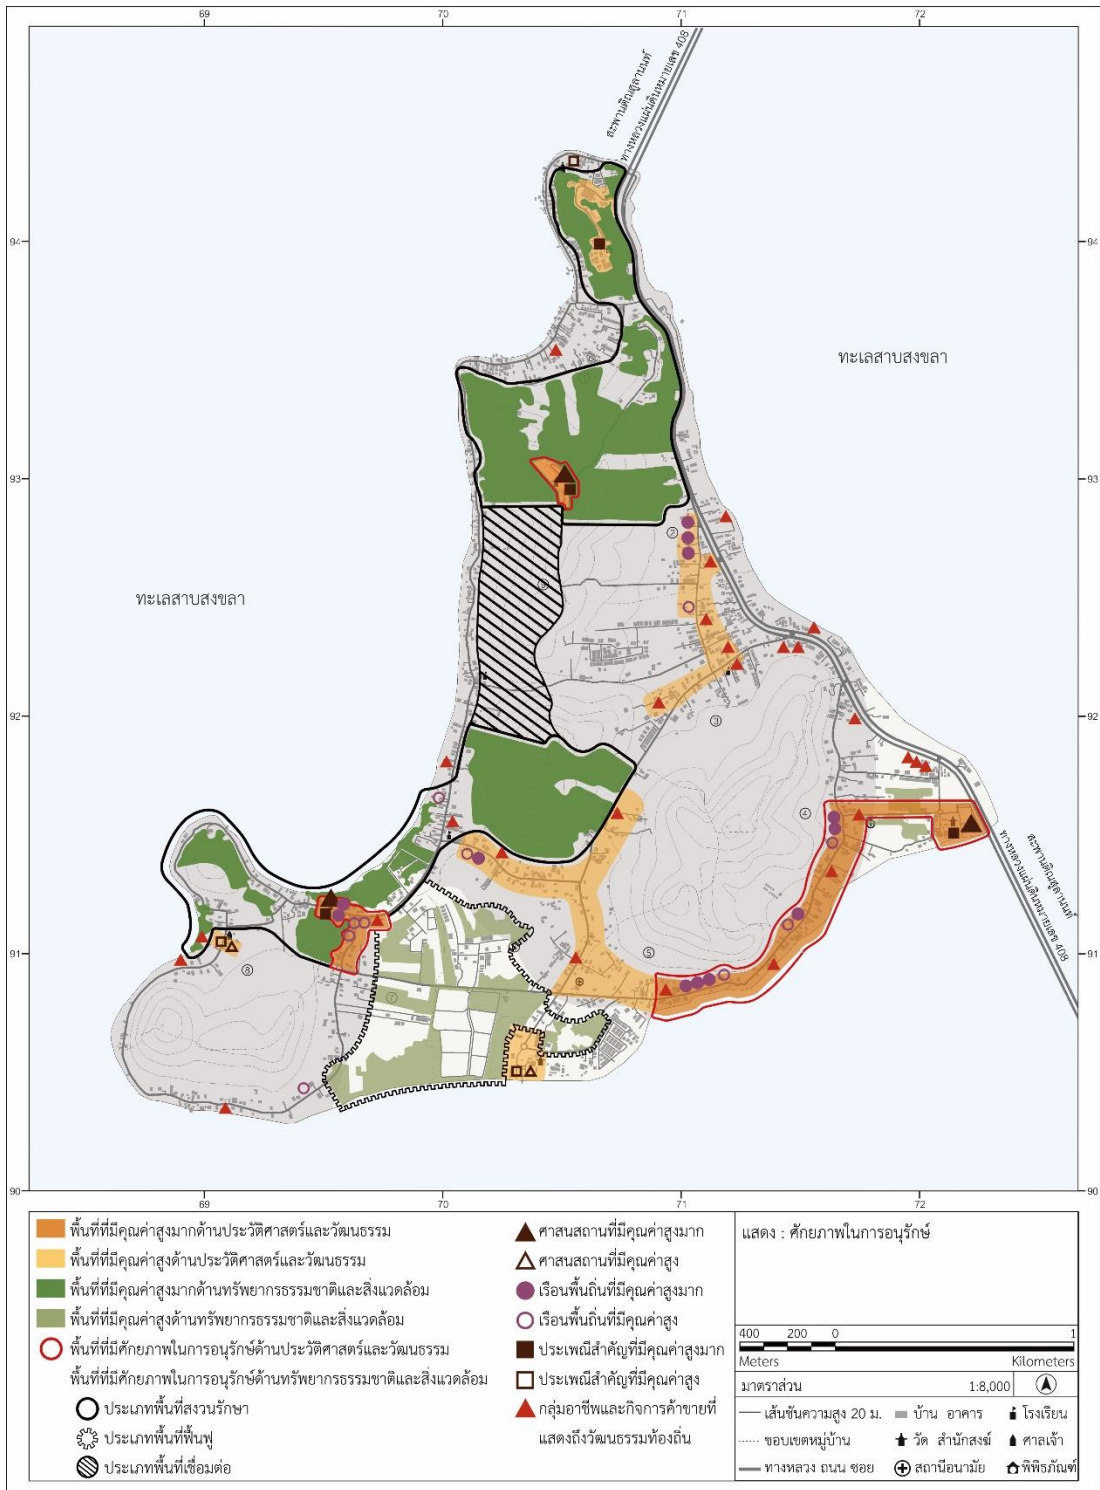 69 70 71 72
สะพานติณสูลานนท์
ทางหลวงแผ่นดินหมายเลข 408
94 94
ทะเลสาบสงขลา
93 93
②
⑨
ทะเลสาบสงขลา
92 92
③
④
สะพานติณสูลานนท์
ทางหลวงแผ่นดินหมายเลข 408
91 91
⑤
⑧
⑦
90 90
69 70 71 72
พื้นที่ที่มีคุณค่าสูงมากด้านประวัติศาสตร์และวัฒนธรรม
พื้นที่ที่มีคุณค่าสูงด้านประวัติศาสตร์และวัฒนธรรม
พื้นที่ที่มีคุณค่าสูงมากด้านทรัพยากรธรรมชาติและสิ่งแวดล้อม
พื้นที่ที่มีคุณค่าสูงด้านทรัพยากรธรรมชาติและสิ่งแวดล้อม
พื้นที่ที่มีศักยภาพในการอนุรักษ์ด้านประวัติศาสตร์และวัฒนธรรม
พื้นที่ที่มีศักยภาพในการอนุรักษ์ด้านทรัพยากรธรรมชาติและสิ่งแวดล้อม
ประเภทพื้นที่สงวนรักษา
ประเภทพื้นที่ฟื้นฟู
ประเภทพื้นที่เชื่อมต่อ
ศาสนสถานที่มีคุณค่าสูงมาก
ศาสนสถานที่มีคุณค่าสูง
เรือนพื้นถิ่นที่มีคุณค่าสูงมาก
เรือนพื้นถิ่นที่มีคุณค่าสูง
ประเพณีสำคัญที่มีคุณค่าสูงมาก
ประเพณีสำคัญที่มีคุณค่าสูง
กลุ่มอาชีพและกิจการค้าขายที่
แสดงถึงวัฒนธรรมท้องถิ่น
แสดง : ศักยภาพในการอนุรักษ์
400 200 0 1
Meters Kilometers
มาตราส่วน 1:8,000
เส้นชันความสูง 20 ม. บ้าน อาคาร โรงเรียน
ขอบเขตหมู่บ้าน วัด สำนักสงฆ์ ศาลเจ้า
ทางหลวง ถนน ซอย สถานีอนามัย พิพิธภัณฑ์